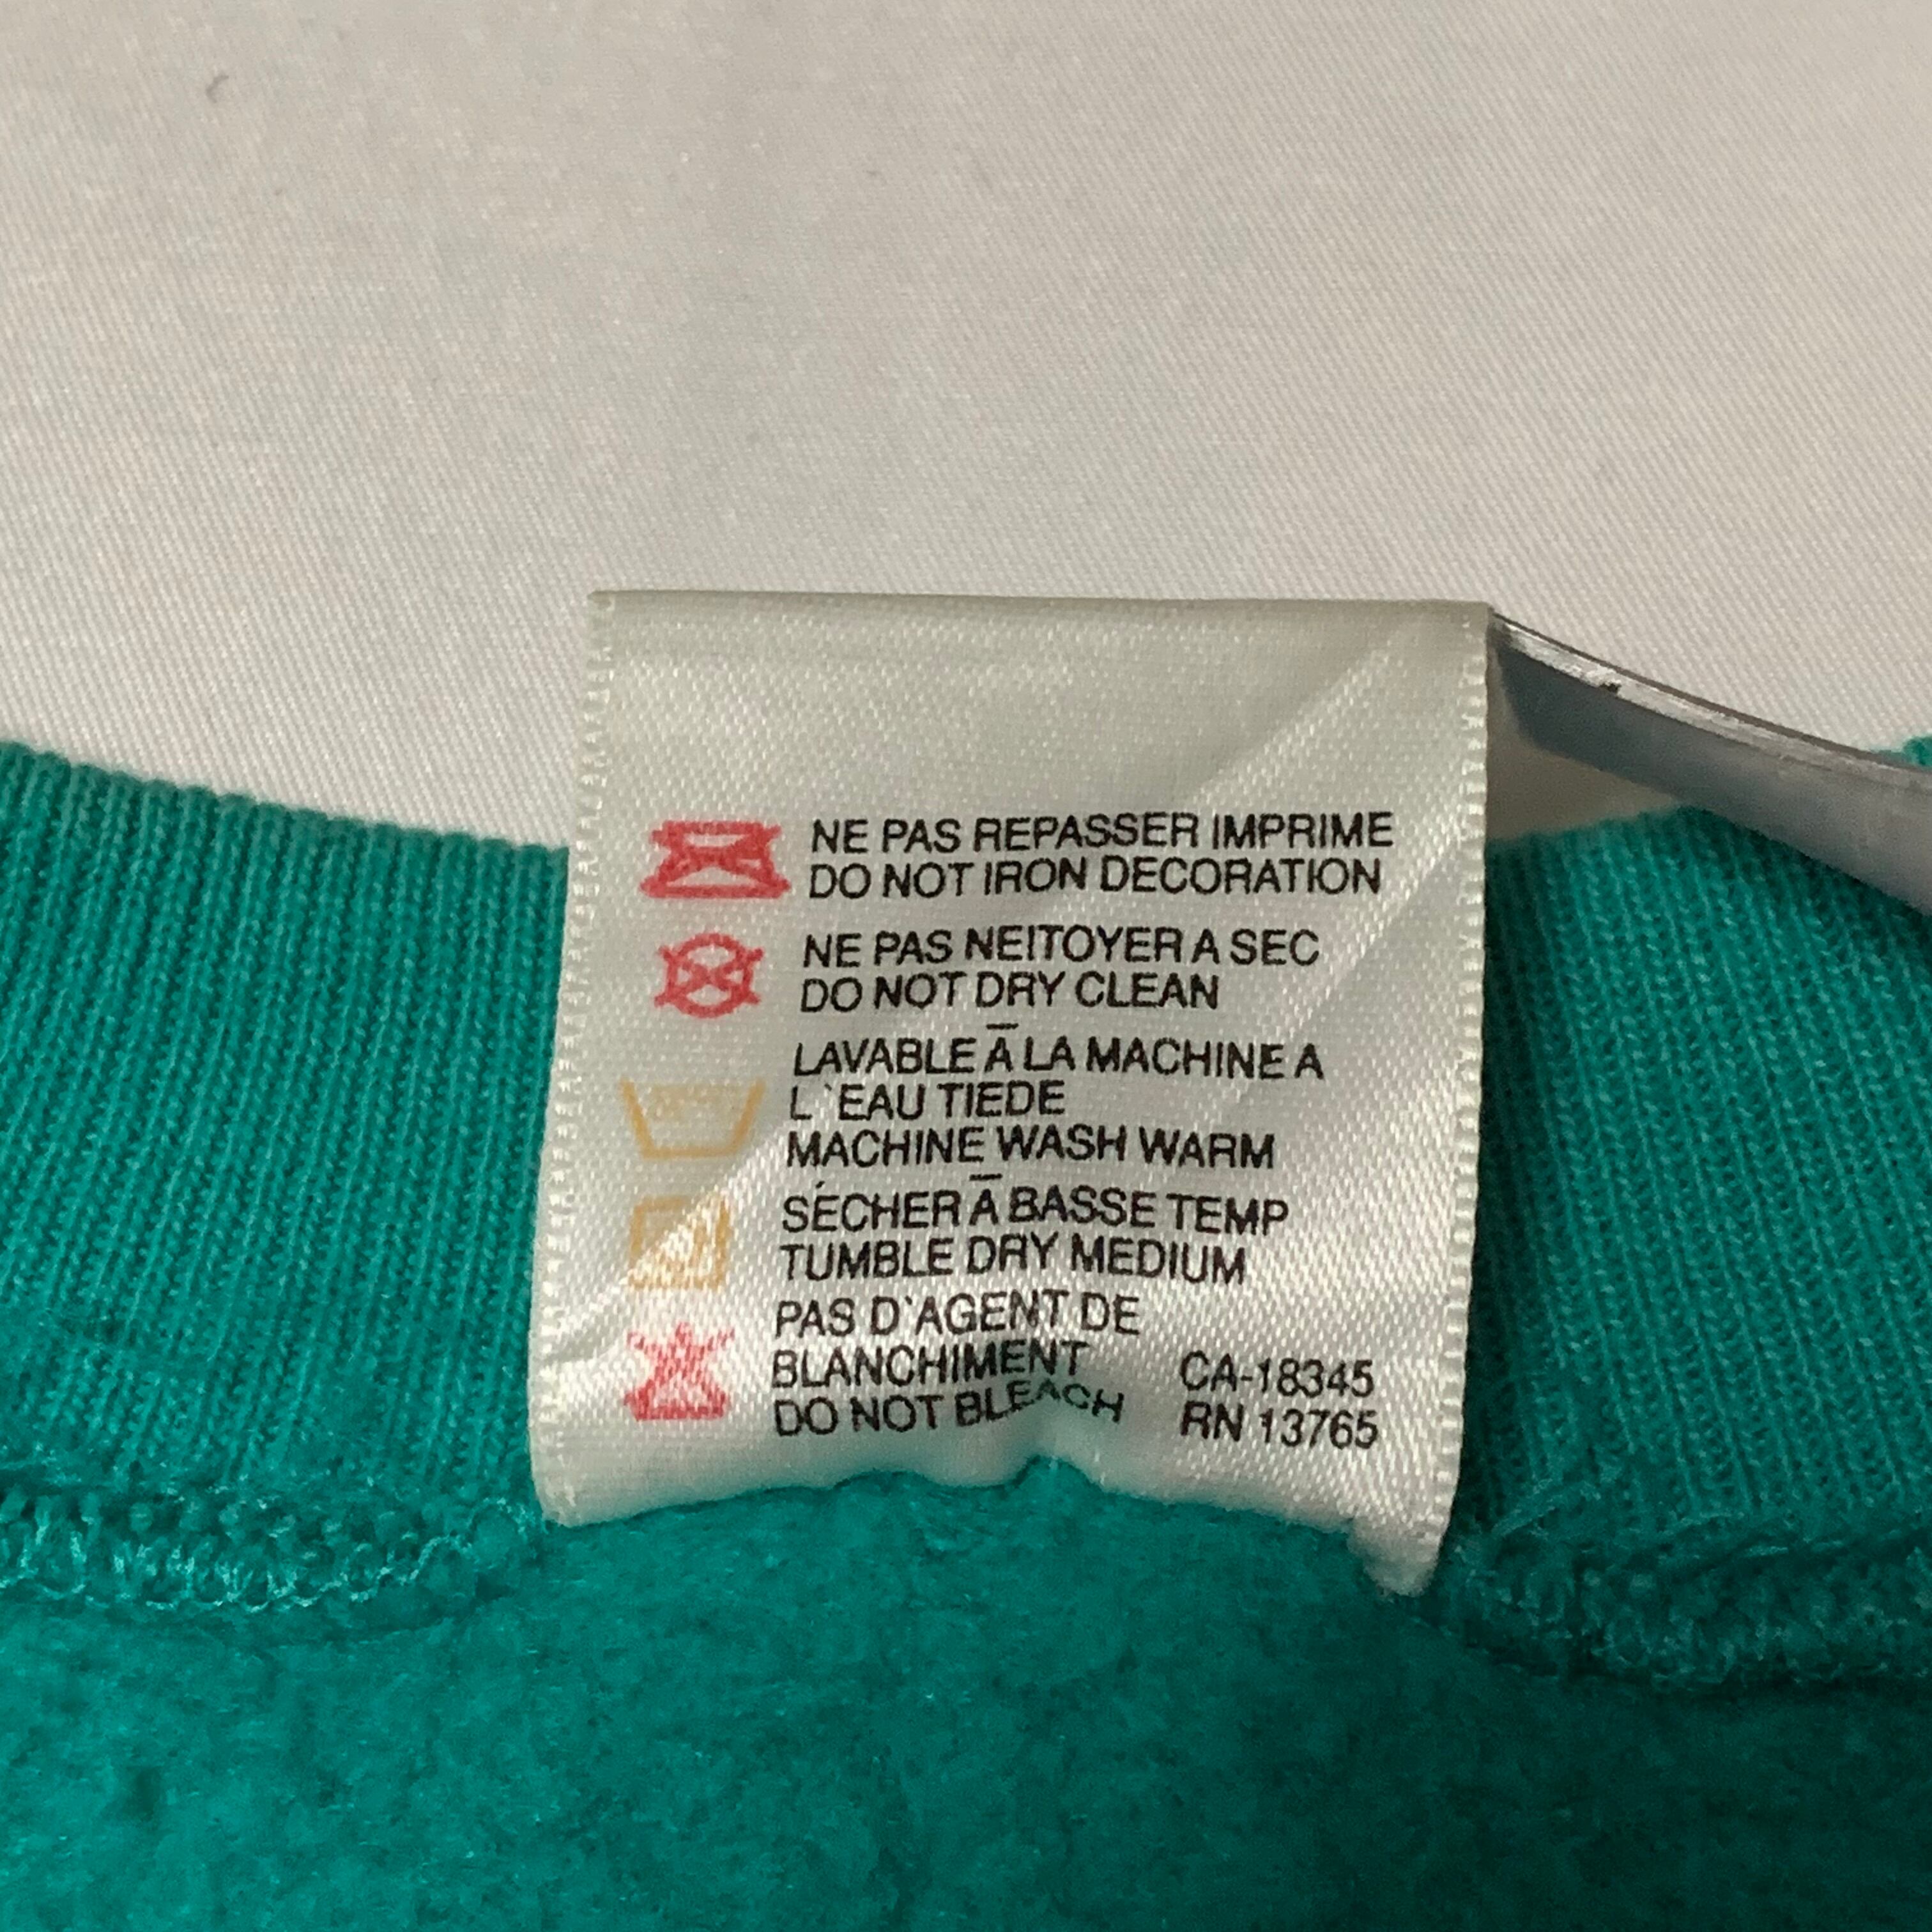 NE PAS REPASSER IMPRIME
DO NOT IRON DECORATION
NE PAS NEITOYER A SEC
DO NOT DRY CLEAN
LAVABLE Ā LA MACHINE A
L`EAU TIEDE
MACHINE WASH WARM
SÉCHER Ā BASSE TEMP
TUMBLE DRY MEDIUM
PAS D`AGENT DE
BLANCHIMENT
DO NOT BLEACH
CA-18345
RN 13765